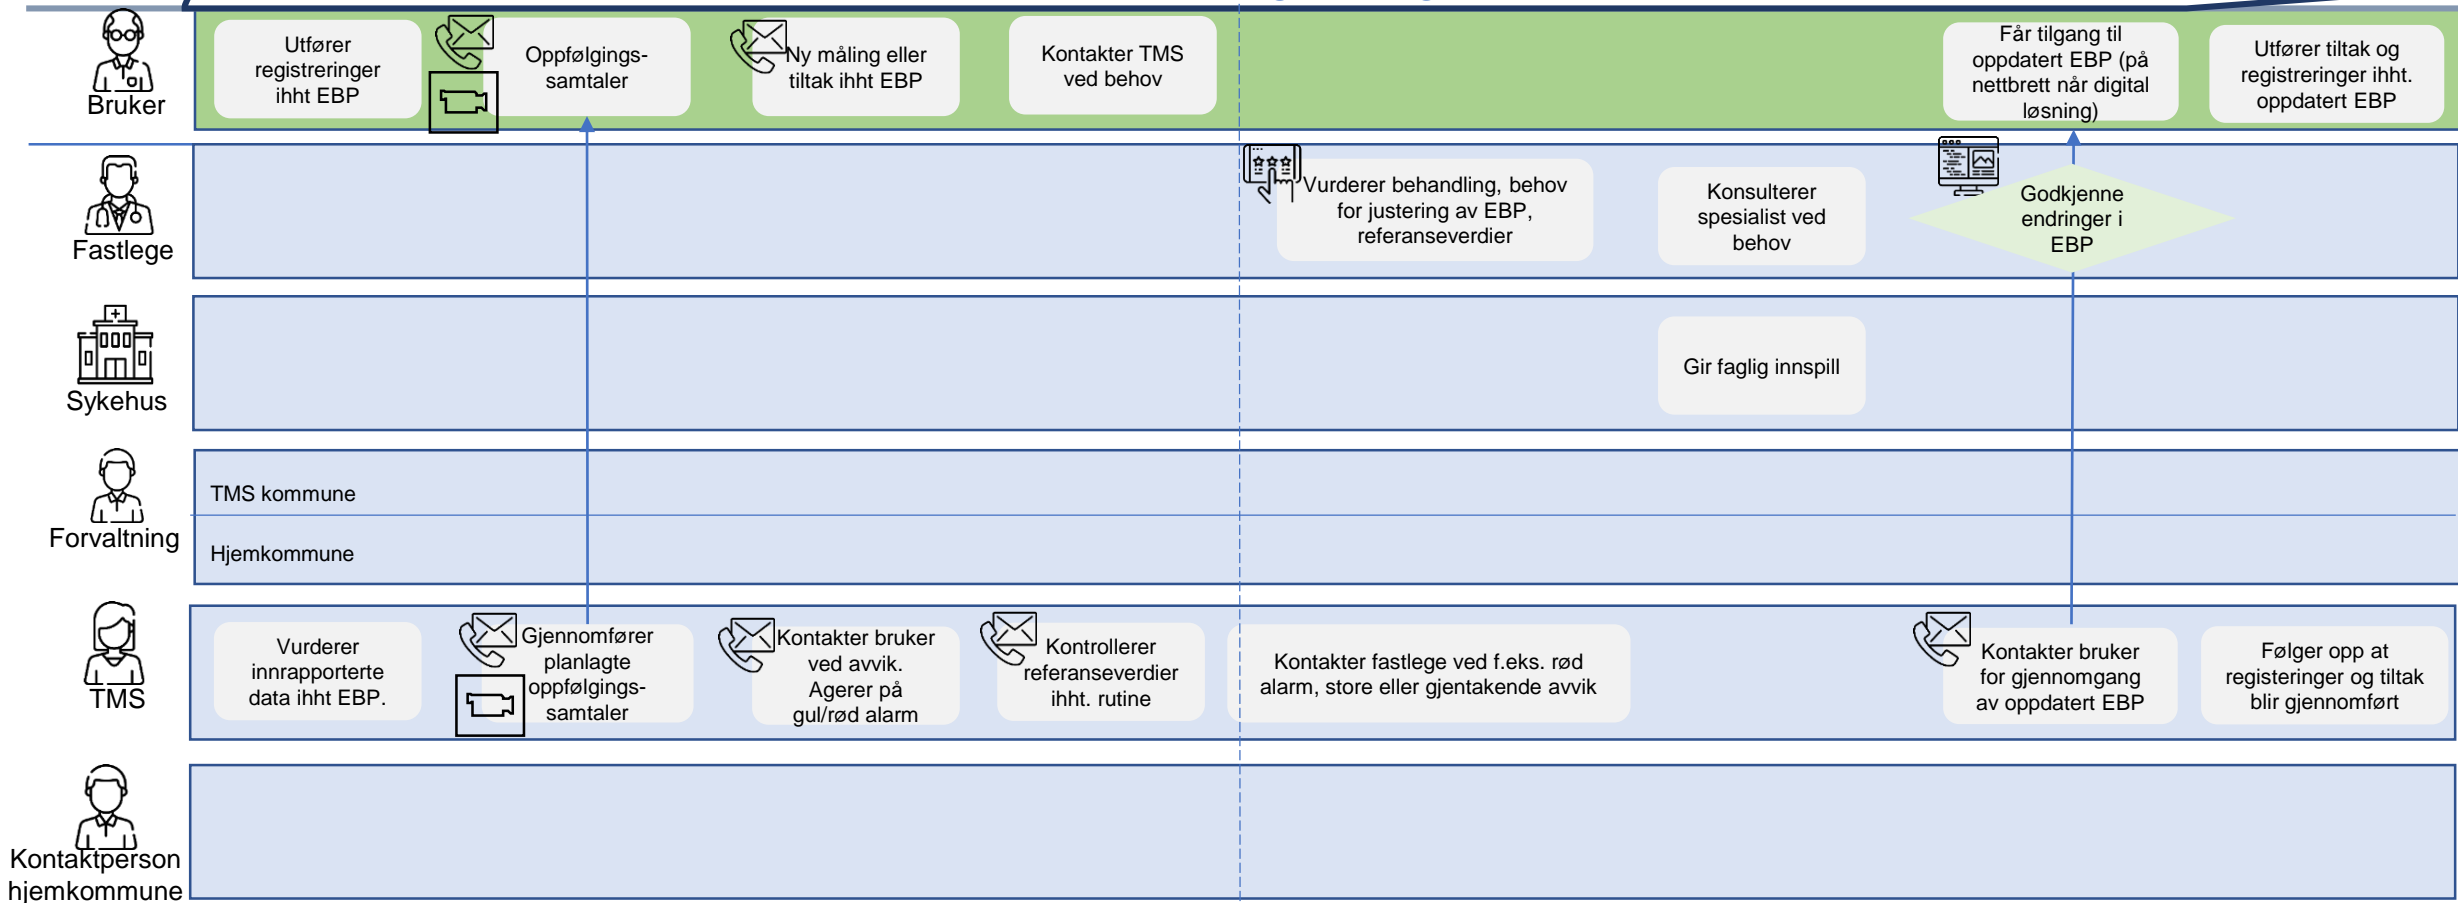 Bruker
Utfører
registreringer
ihht EBP
Oppfølgings-
samtaler
Ny måling eller
tiltak ihht EBP
Kontakter TMS
ved behov
Får tilgang til
oppdatert EBP (på
nettbrett når digital
løsning)
Utfører tiltak og
registreringer ihht.
oppdatert EBP
Fastlege
Vurderer behandling, behov
for justering av EBP,
referanseverdier
Konsulterer
spesialist ved
behov
Godkjenne
endringer i
EBP
Sykehus
Gir faglig innspill
Forvaltning
TMS kommune
Hjemkommune
TMS
Vurderer
innrapporterte
data ihht EBP.
Gjennomfører
planlagte
oppfølgings-
samtaler
Kontakter bruker
ved avvik.
Agerer på
gul/rød alarm
Kontrollerer
referanseverdier
ihht. rutine
Kontakter fastlege ved f.eks. rød
alarm, store eller gjentakende avvik
Kontakter bruker
for gjennomgang
av oppdatert EBP
Følger opp at
registeringer og tiltak
blir gjennomført
Kontaktperson
hjemkommune